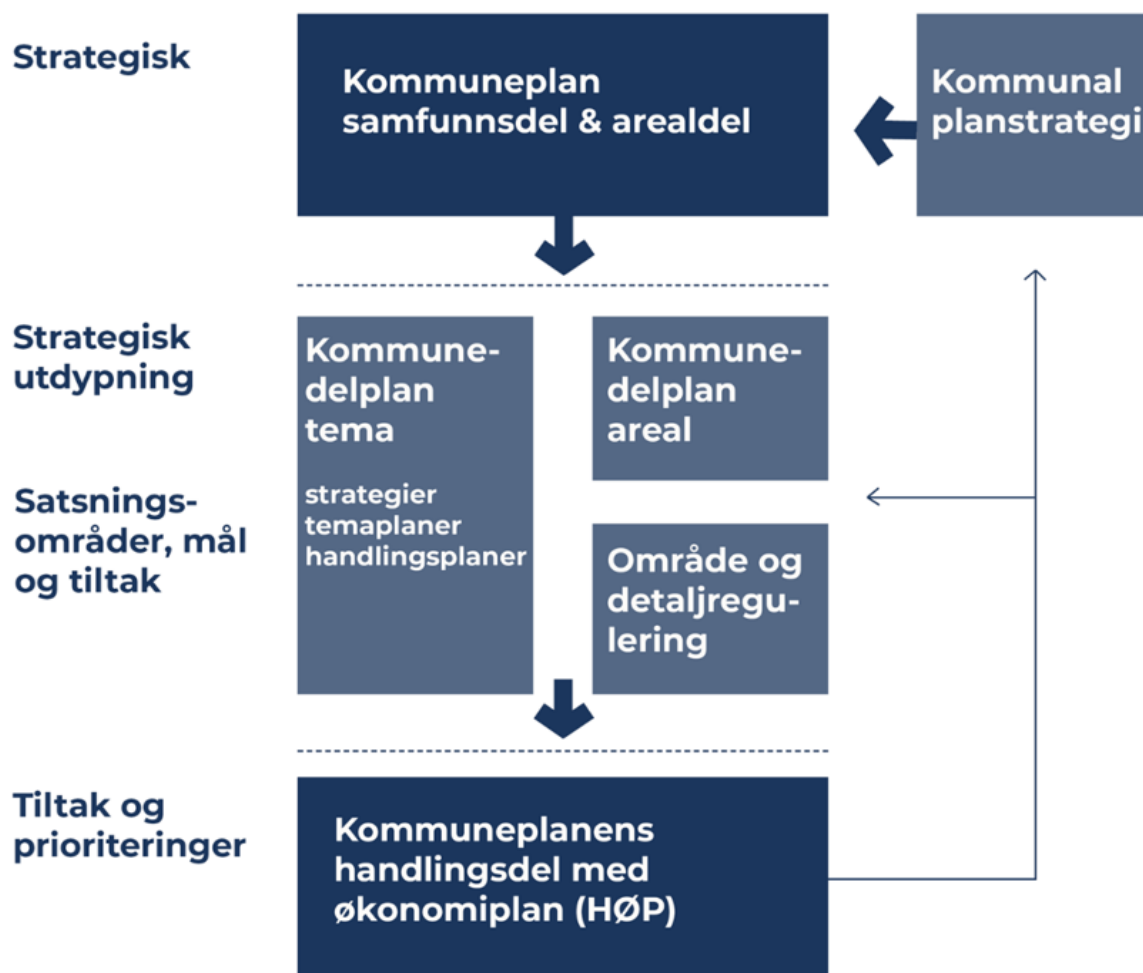 Strategisk
Kommuneplan
samfunnsdel & arealdel
Kommunal
planstrategi
Strategisk
utdypning
Kommune-
delplan
tema
strategier
temaplaner
handlingsplaner
Kommune-
delplan
areal
Satsnings-
områder, mål
og tiltak
Område og
detaljregu-
lering
Tiltak og
prioriteringer
Kommuneplanens
handlingsdel med
økonomiplan (HØP)